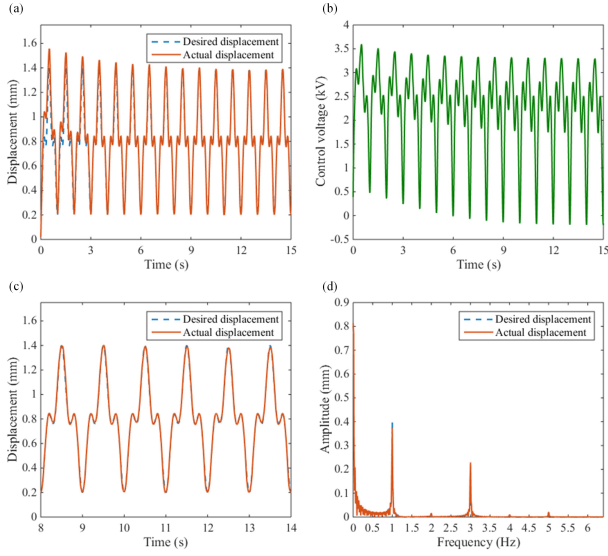 (a)
Desired displacement
Actual displacement
Displacement (mm)
1.6
1.4
1.2
1
0.8
0.6
0.4
0.2
0
0 3 6 9 12 15
Time (s)
(b)
Control voltage (kV)
4
3.5
3
2.5
2
1.5
1
0.5
0
-0.5
0 3 6 9 12 15
Time (s)
(c)
Desired displacement
Actual displacement
Displacement (mm)
1.6
1.4
1.2
1
0.8
0.6
0.4
0.2
0
8 9 10 11 12 13 14
Time (s)
(d)
Desired displacement
Actual displacement
Amplitude (mm)
0.9
0.8
0.7
0.6
0.5
0.4
0.3
0.2
0.1
0
0 0.5 1 1.5 2 2.5 3 3.5 4 4.5 5 5.5 6
Frequency (Hz)